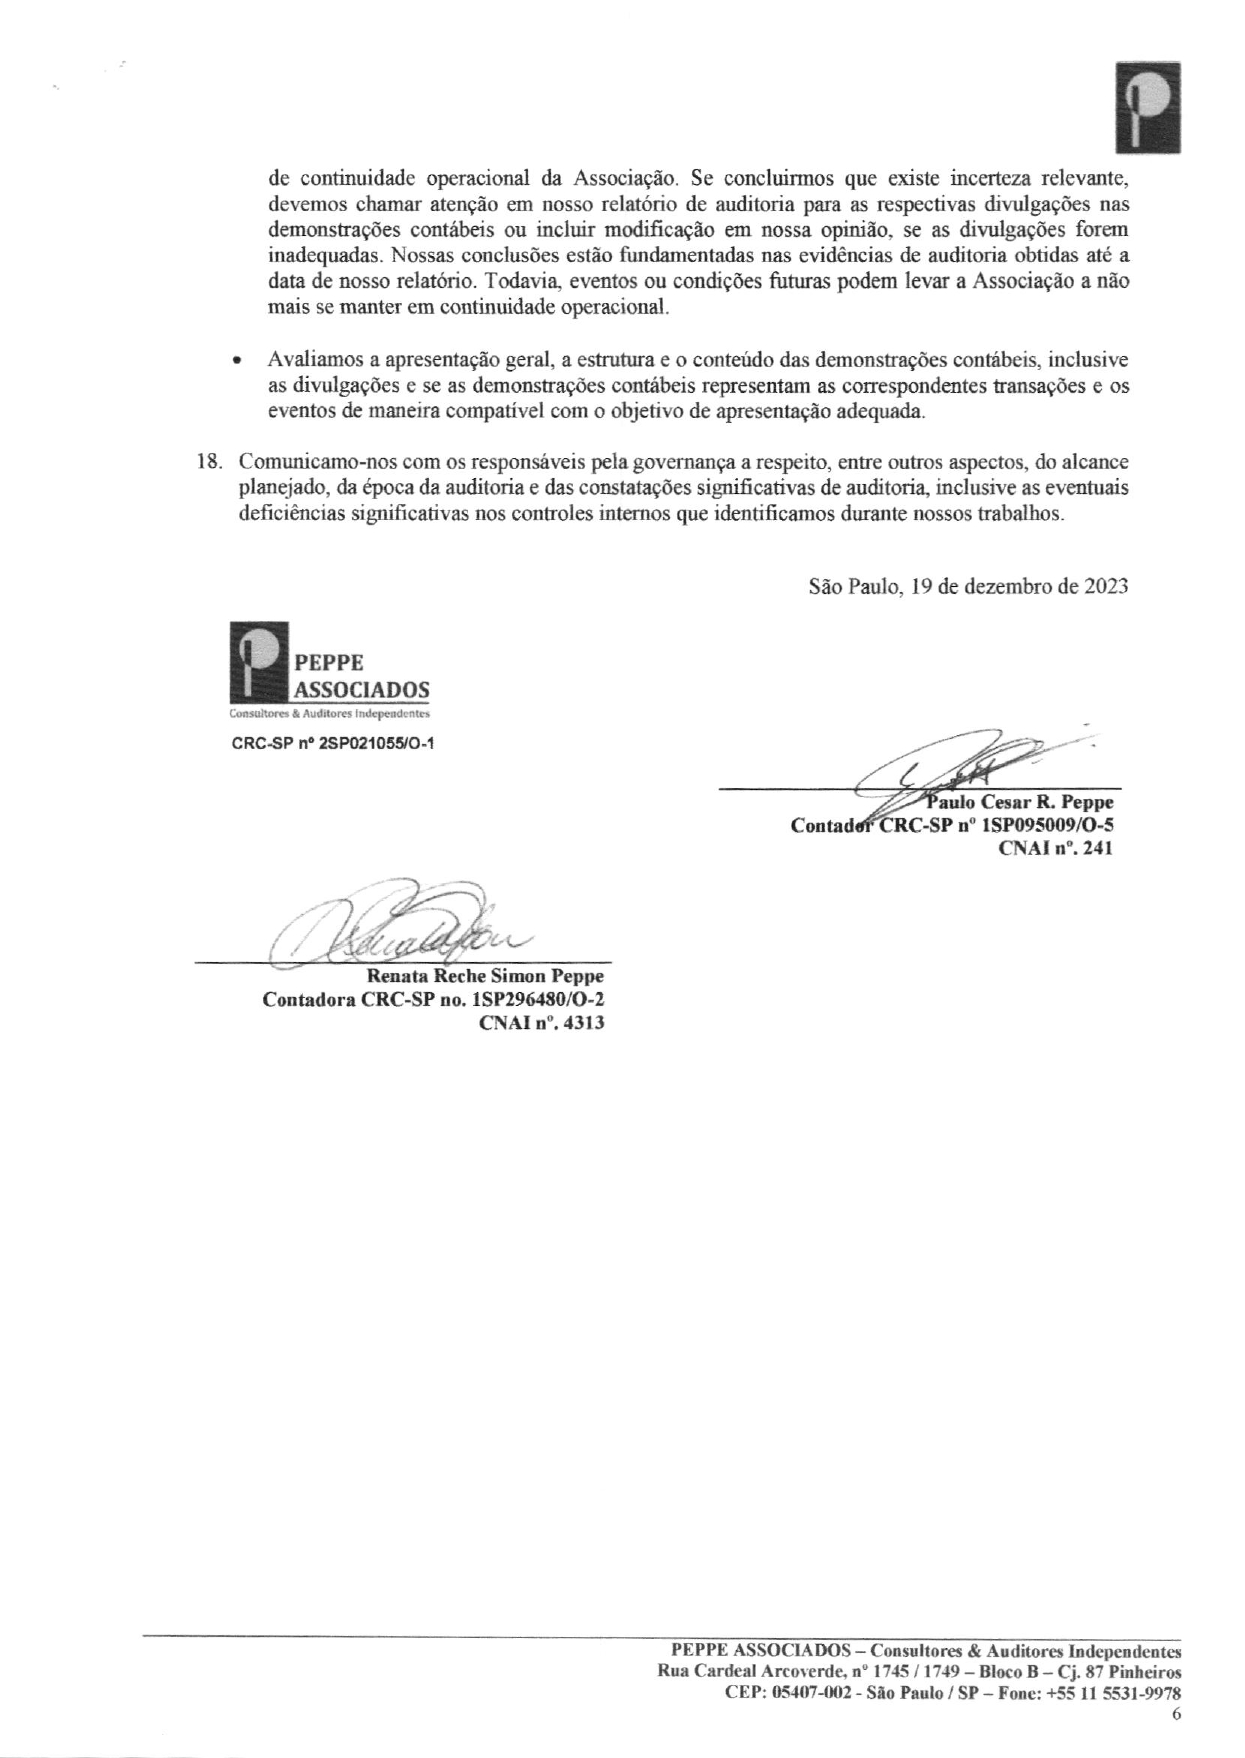 de continuidade operacional da Associação. Se concluirmos que existe incerteza relevante,
devemos chamar atenção em nosso relatório de auditoria para as respectivas divulgações nas
demonstrações contábeis ou incluir modificação em nossa opinião, se as divulgações forem
inadequadas. Nossas conclusões estão fundamentadas nas evidências de auditoria obtidas até a
data de nosso relatório. Todavia, eventos ou condições futuras podem levar a Associação a não
mais se manter em continuidade operacional.
• Avaliamos a apresentação geral, a estrutura e o conteúdo das demonstrações contábeis, inclusive
as divulgações e se as demonstrações contábeis representam as correspondentes transações e os
eventos de maneira compatível com o objetivo de apresentação adequada.
18. Comunicamo-nos com os responsáveis pela governança a respeito, entre outros aspectos, do alcance
planejado, da época da auditoria e das constatações significativas de auditoria, inclusive as eventuais
deficiências significativas nos controles internos que identificamos durante nossos trabalhos.
São Paulo, 19 de dezembro de 2023
PEPPE
ASSOCIADOS
Consultores & Auditores Independentes
CRC-SP nº 2SP021055/O-1
Paulo Cesar R. Peppe
Contador CRC-SP nº 1SP095009/O-5
CNAI nº. 241
Renata Reche Simon Peppe
Contadora CRC-SP no. 1SP296480/O-2
CNAI nº. 4313
PEPPE ASSOCIADOS – Consultores & Auditores Independentes
Rua Cardeal Arcoverde, nº 1745 / 1749 – Bloco B – Cj. 87 Pinheiros
CEP: 05407-002 - São Paulo / SP – Fone: +55 11 5531-9978
6